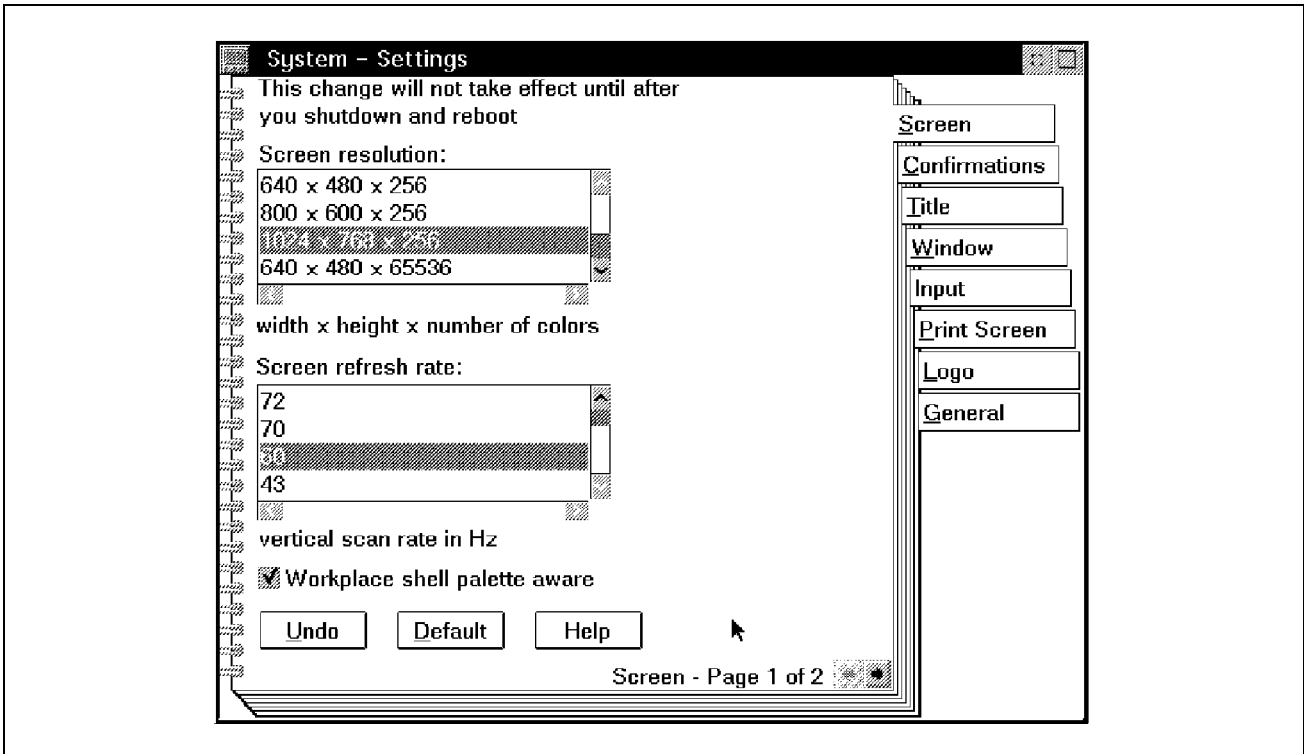 System – Settings
This change will not take effect until after
you shutdown and reboot
Screen resolution:
640 x 480 x 256
800 x 600 x 256
1024 x 768 x 256
640 x 480 x 65536
width x height x number of colors
Screen refresh rate:
72
70
60
43
vertical scan rate in Hz
Workplace shell palette aware
Undo Default Help
Screen - Page 1 of 2
Screen
Confirmations
Title
Window
Input
Print Screen
Logo
General